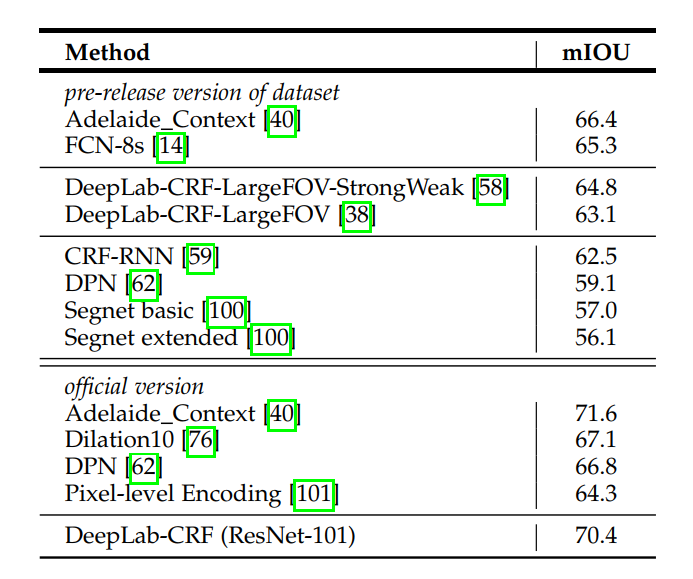 Method mIOU
pre-release version of dataset
Adelaide_Context [40] 66.4
FCN-8s [14] 65.3
DeepLab-CRF-LargeFOV-StrongWeak [58] 64.8
DeepLab-CRF-LargeFOV [38] 63.1
CRF-RNN [59] 62.5
DPN [62] 59.1
Segnet basic [100] 57.0
Segnet extended [100] 56.1
official version
Adelaide_Context [40] 71.6
Dilation10 [76] 67.1
DPN [62] 66.8
Pixel-level Encoding [101] 64.3
DeepLab-CRF (ResNet-101) 70.4